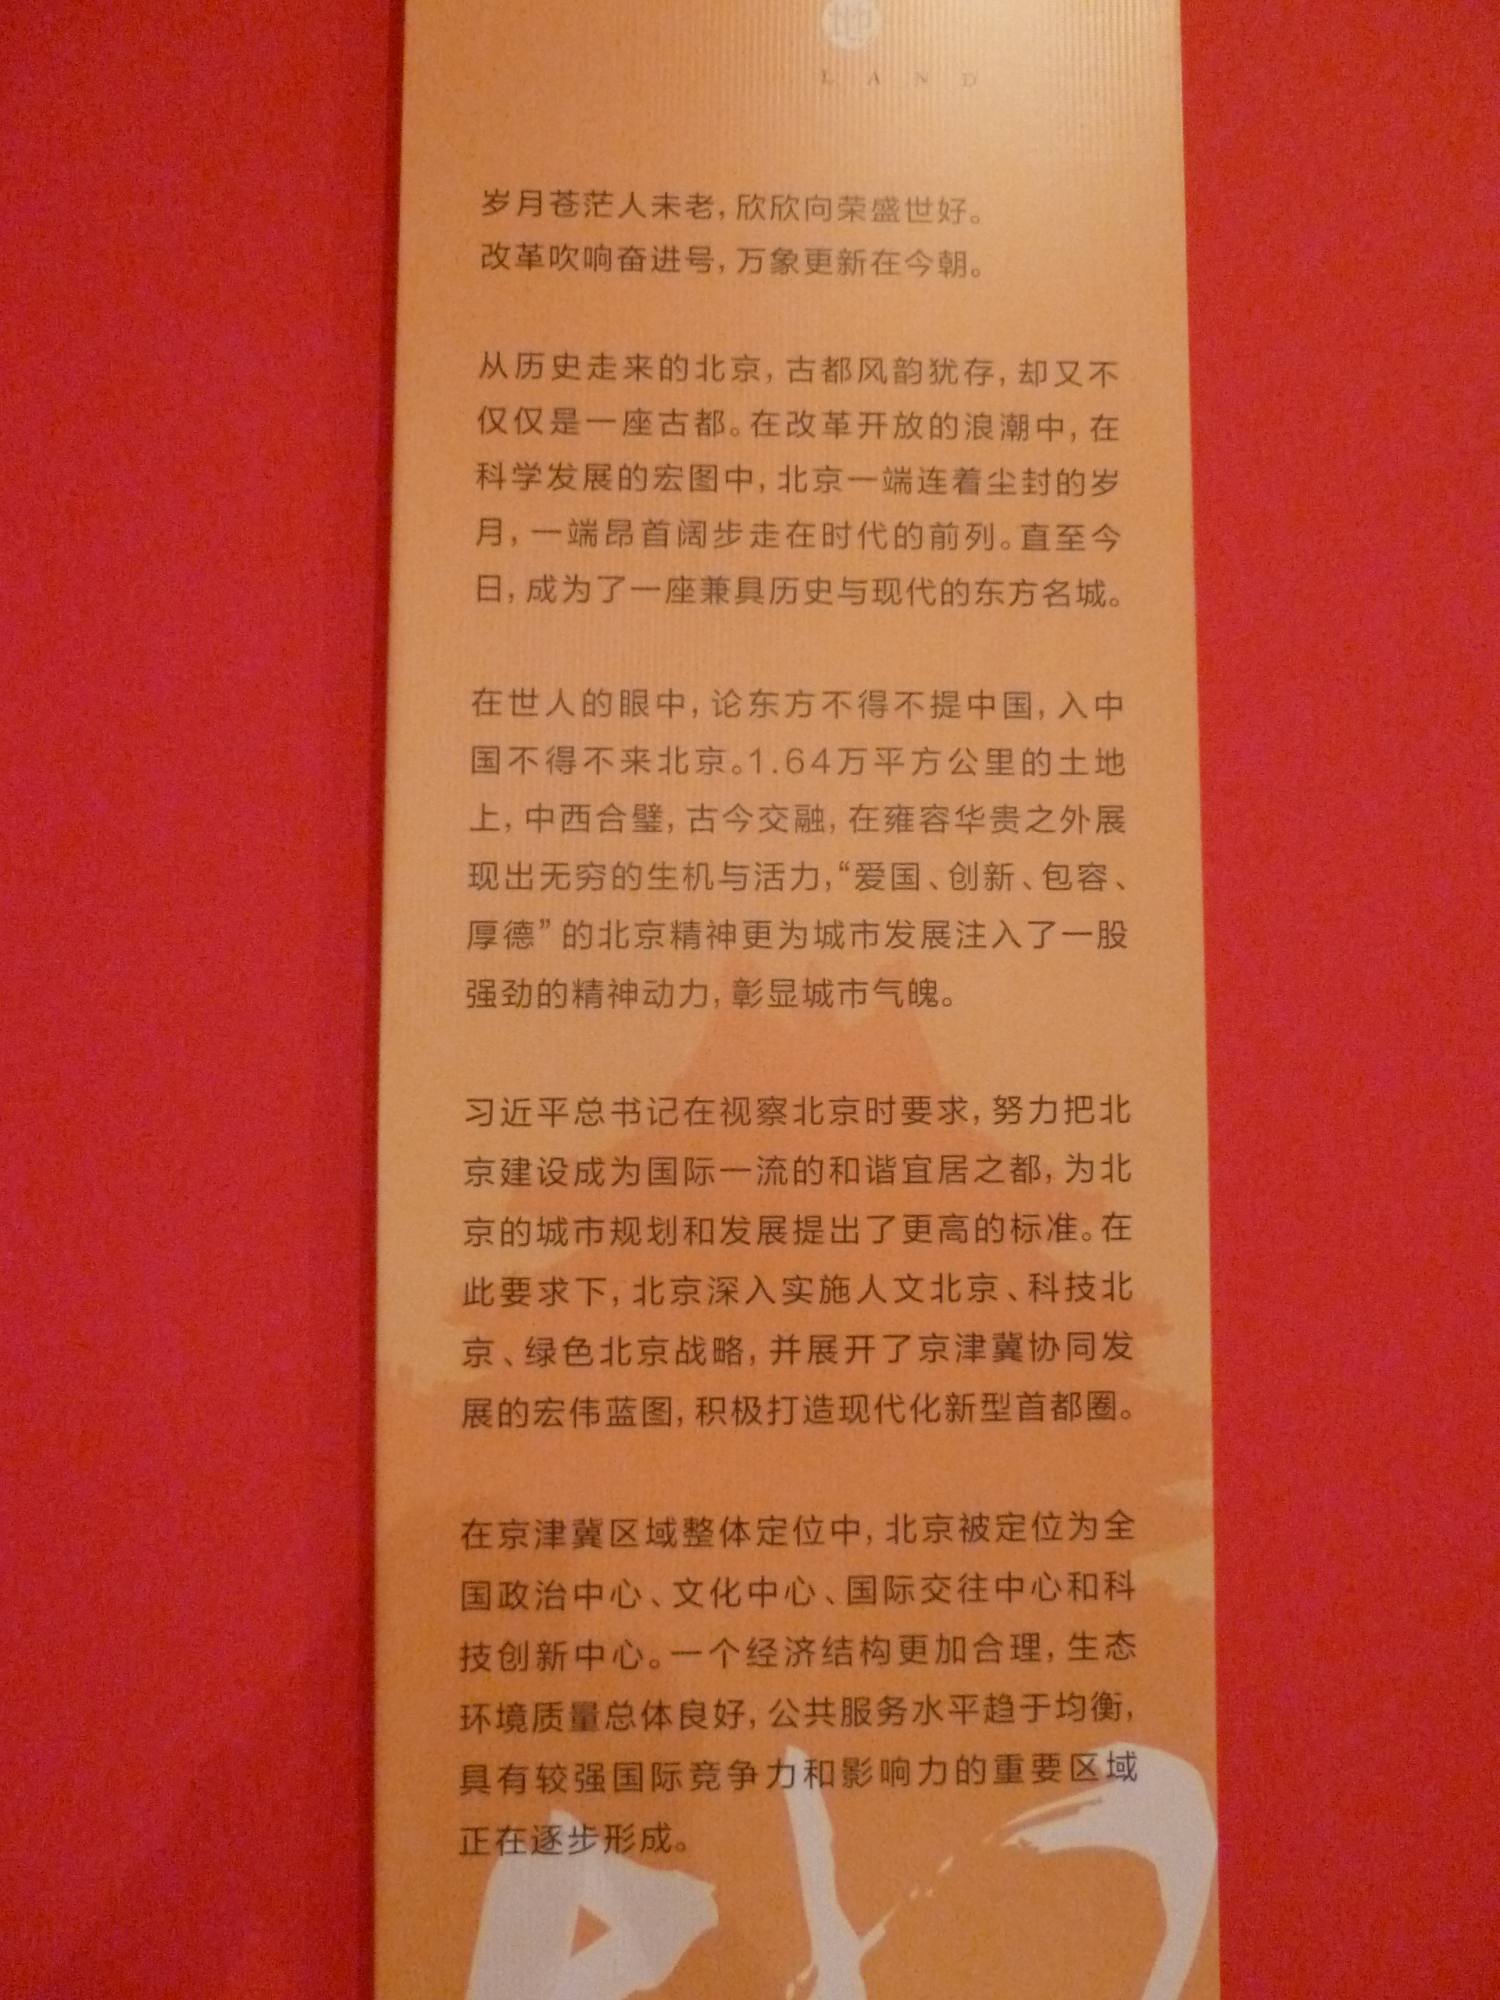 地
LAND
岁月苍茫人未老，欣欣向荣盛世好。
改革吹响奋进号，万象更新在今朝。
从历史走来的北京，古都风韵犹存，却又不
仅仅是一座古都。在改革开放的浪潮中，在
科学发展的宏图中，北京一端连着尘封的岁
月，一端昂首阔步走在时代的前列。直至今
日，成为了一座兼具历史与现代的东方名城。
在世人的眼中，论东方不得不提中国，入中
国不得不来北京。1.64万平方公里的土地
上，中西合璧，古今交融，在雍容华贵之外展
现出无穷的生机与活力，“爱国、创新、包容、
厚德”的北京精神更为城市发展注入了一股
强劲的精神动力，彰显城市气魄。
习近平总书记在视察北京时要求，努力把北
京建设成为国际一流的和谐宜居之都，为北
京的城市规划和发展提出了更高的标准。在
此要求下，北京深入实施人文北京、科技北
京、绿色北京战略，并展开了京津冀协同发
展的宏伟蓝图，积极打造现代化新型首都圈。
在京津冀区域整体定位中，北京被定位为全
国政治中心、文化中心、国际交往中心和科
技创新中心。一个经济结构更加合理，生态
环境质量总体良好，公共服务水平趋于均衡，
具有较强国际竞争力和影响力的重要区域
正在逐步形成。